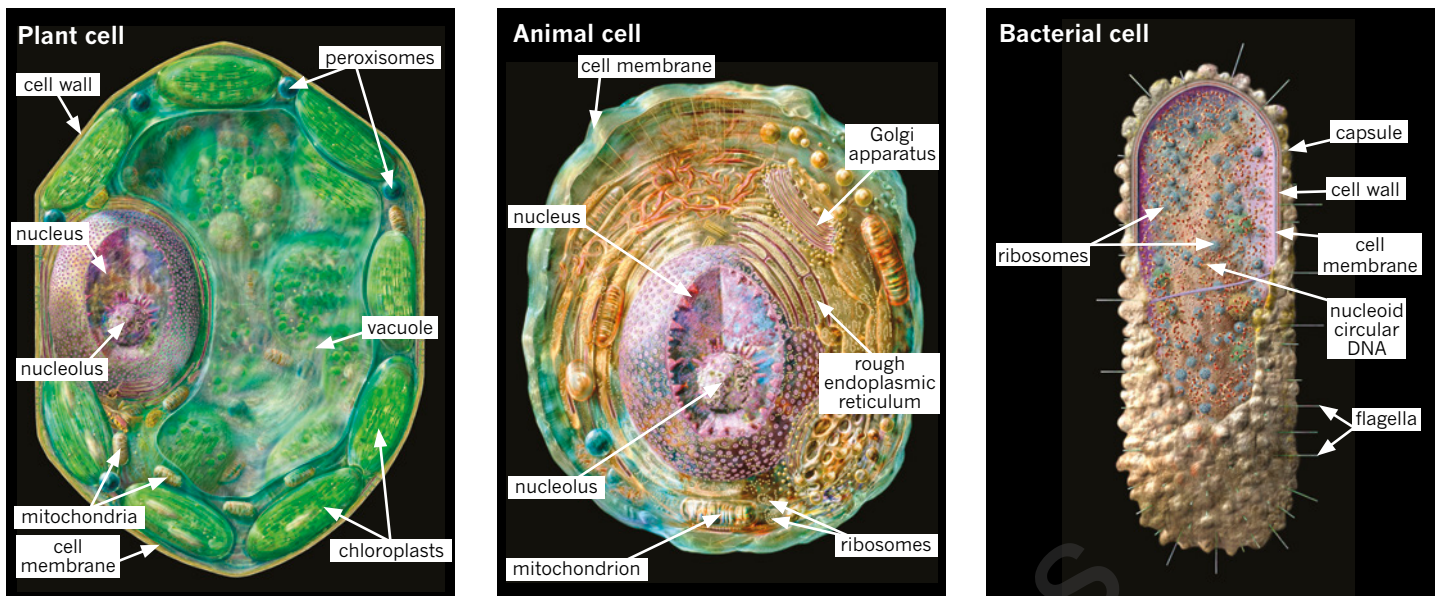 Plant cell
peroxisomes
cell wall
nucleus
vacuole
nucleolus
mitochondria
cell
membrane
chloroplasts
Animal cell
cell membrane
Golgi
apparatus
nucleus
rough
endoplasmic
reticulum
nucleolus
ribosomes
mitochondrion
Bacterial cell
capsule
cell wall
ribosomes
cell
membrane
nucleoid
circular
DNA
flagella
s